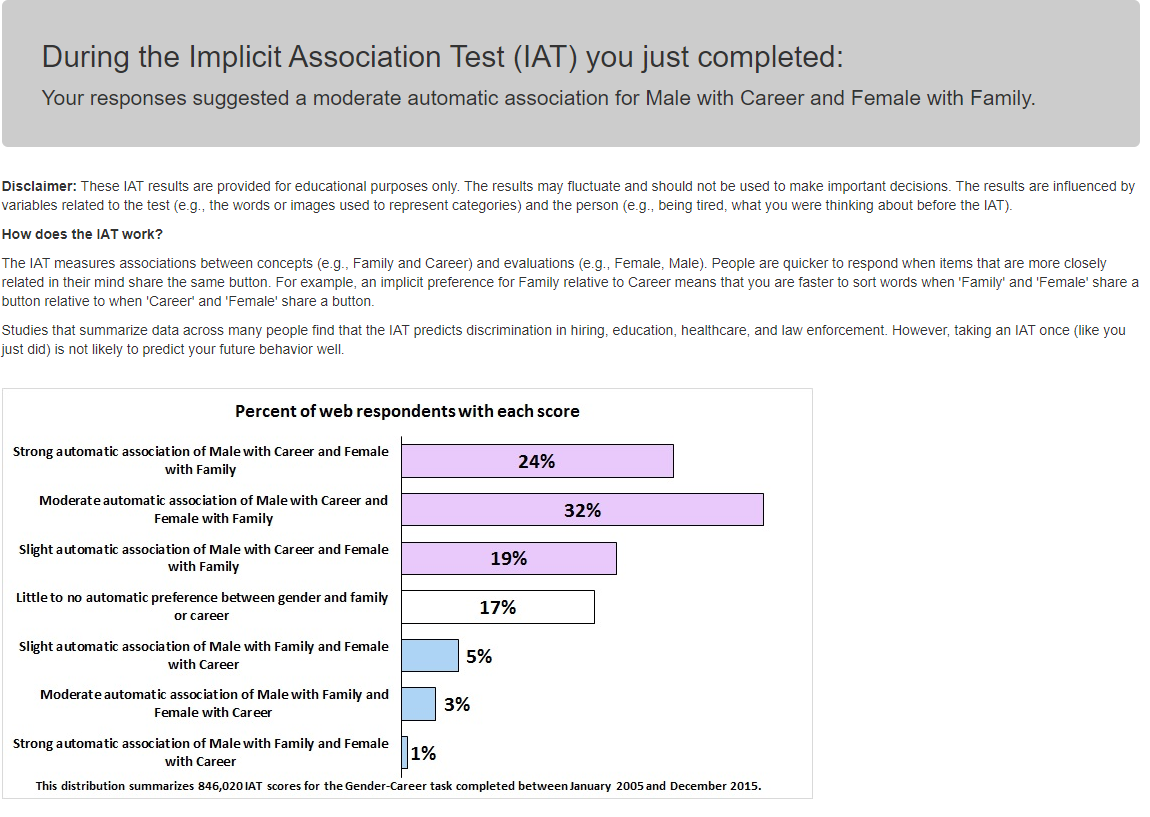 During the Implicit Association Test (IAT) you just completed:
Your responses suggested a moderate automatic association for Male with Career and Female with Family.
Disclaimer: These IAT results are provided for educational purposes only. The results may fluctuate and should not be used to make important decisions. The results are influenced by
variables related to the test (e.g., the words or images used to represent categories) and the person (e.g., being tired, what you were thinking about before the IAT).
How does the IAT work?
The IAT measures associations between concepts (e.g., Family and Career) and evaluations (e.g., Female, Male). People are quicker to respond when items that are more closely
related in their mind share the same button. For example, an implicit preference for Family relative to Career means that you are faster to sort words when 'Family' and 'Female' share a
button relative to when 'Career' and 'Female' share a button.
Studies that summarize data across many people find that the IAT predicts discrimination in hiring, education, healthcare, and law enforcement. However, taking an IAT once (like you
just did) is not likely to predict your future behavior well.
Percent of web respondents with each score
Strong automatic association of Male with Career and Female
with Family
24%
Moderate automatic association of Male with Career and
Female with Family
32%
Slight automatic association of Male with Career and Female
with Family
19%
Little to no automatic preference between gender and family
or career
17%
Slight automatic association of Male with Family and Female
with Career
5%
Moderate automatic association of Male with Family and
Female with Career
3%
Strong automatic association of Male with Family and Female
with Career
1%
This distribution summarizes 846,020 IAT scores for the Gender-Career task completed between January 2005 and December 2015.